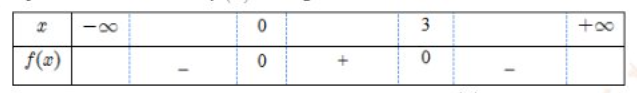 x −∞ 0 3 +∞
f(x) − 0 + 0 −